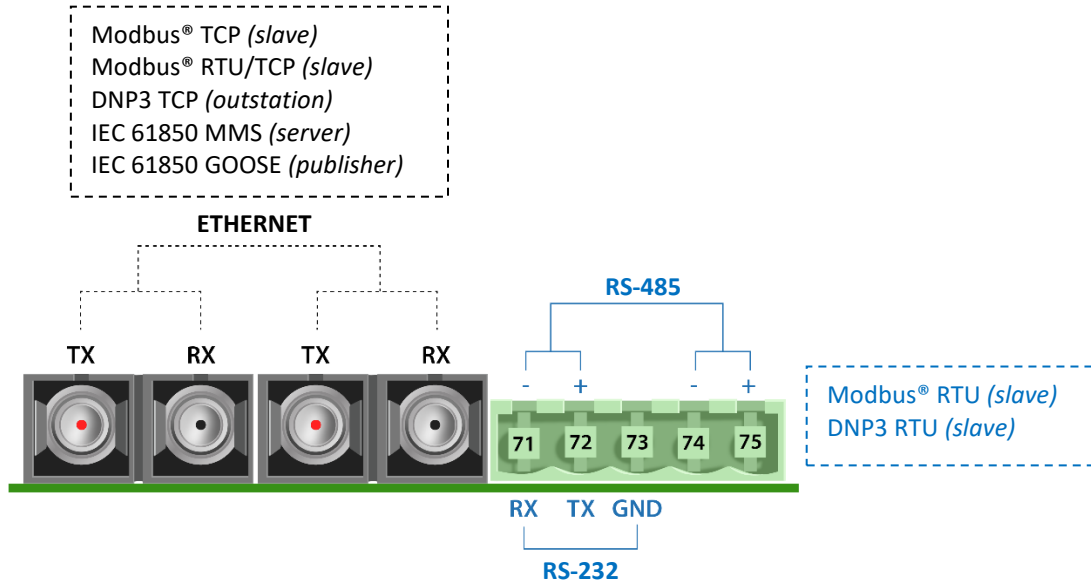 Modbus® TCP (slave)
Modbus® RTU/TCP (slave)
DNP3 TCP (outstation)
IEC 61850 MMS (server)
IEC 61850 GOOSE (publisher)
ETHERNET
RS-485
TX RX TX RX
- + - +
Modbus® RTU (slave)
DNP3 RTU (slave)
71 72 73 74 75
RX TX GND
RS-232